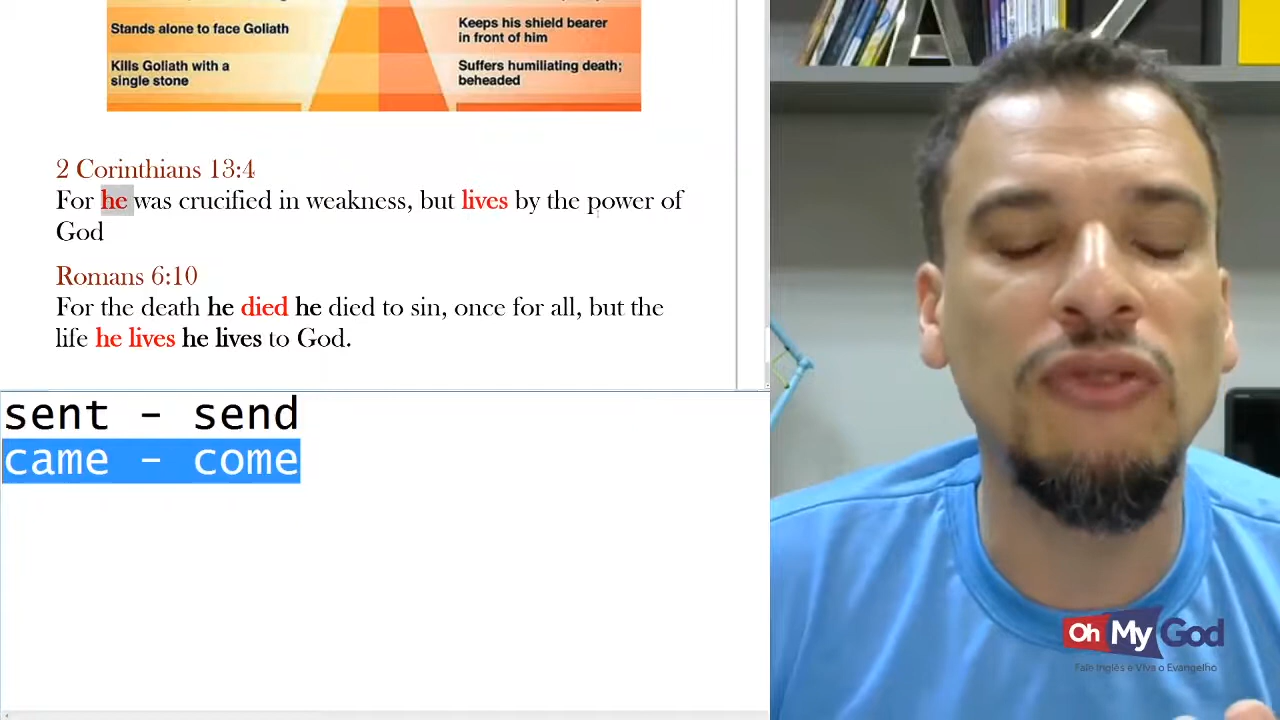 Stands alone to face Goliath
Keeps his shield bearer
in front of him
Kills Goliath with a
single stone
Suffers humiliating death;
beheaded
2 Corinthians 13:4
For he was crucified in weakness, but lives by the power of
God
Romans 6:10
For the death he died he died to sin, once for all, but the
life he lives he lives to God.
sent - send
came - come
Oh My God
Fale Inglês e Viva o Evangelho